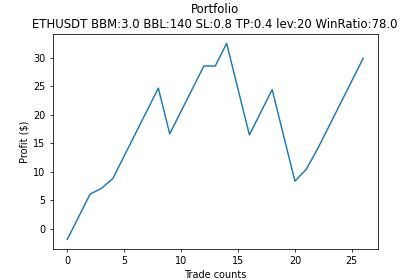 Portfolio
ETHUSDT BBM:3.0 BBL:140 SL:0.8 TP:0.4 lev:20 WinRatio:78.0
30
25
20
15
10
5
0
Profit ($)
0 5 10 15 20 25
Trade counts